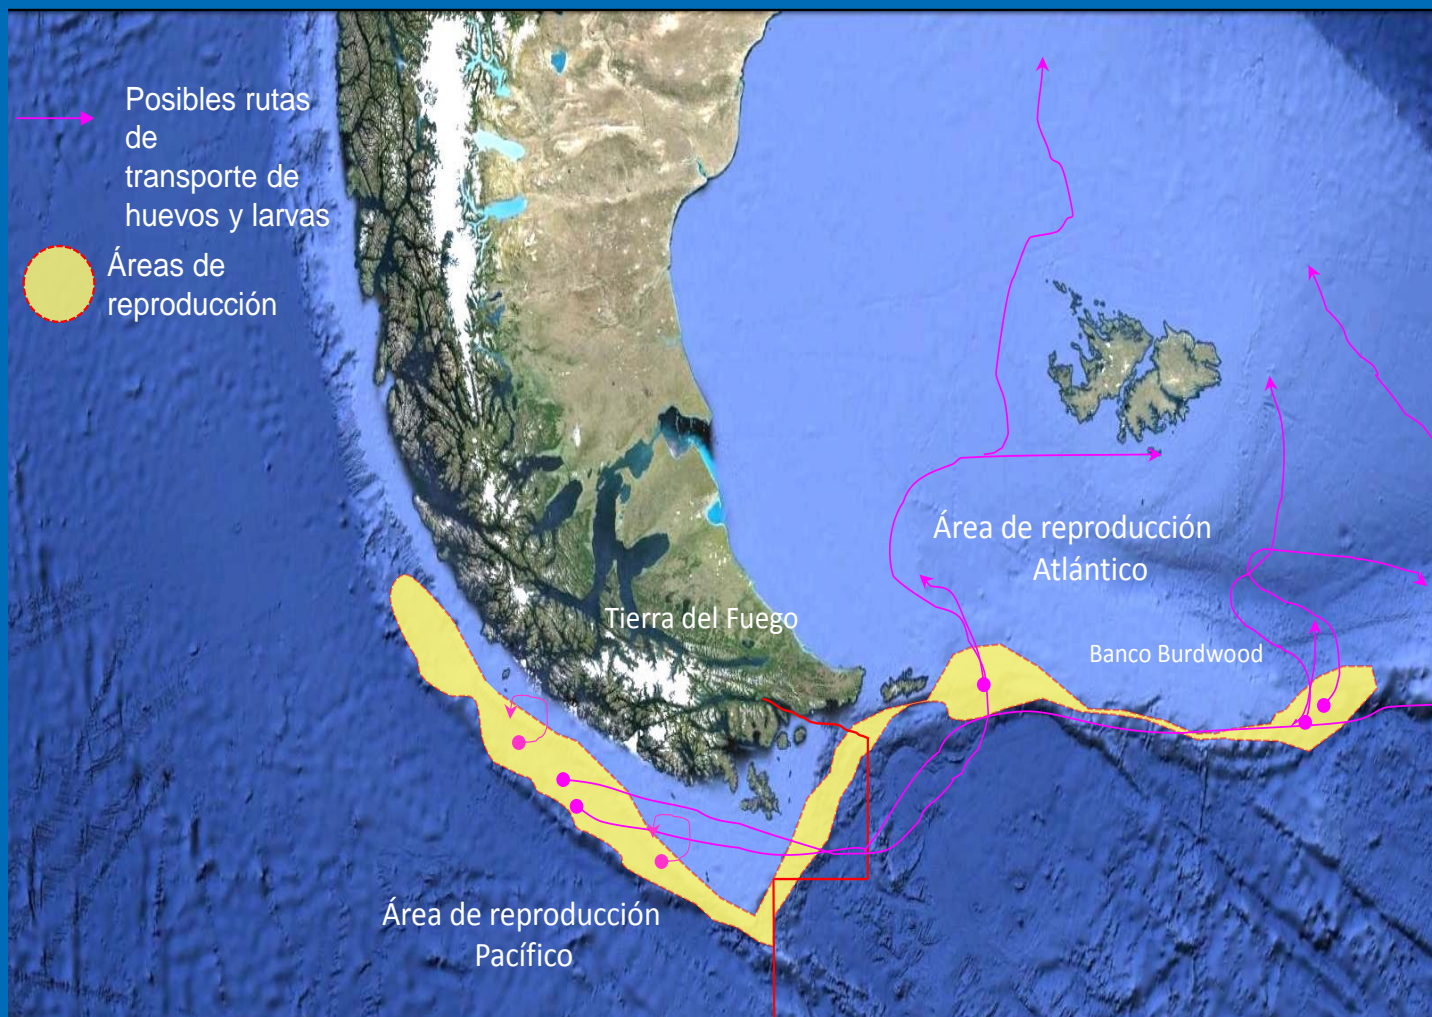 Posibles rutas
de
transporte de
huevos y larvas
Áreas de
reproducción
Área de reproducción
Atlántico
Tierra del Fuego
Banco Burdwood
Área de reproducción
Pacífico